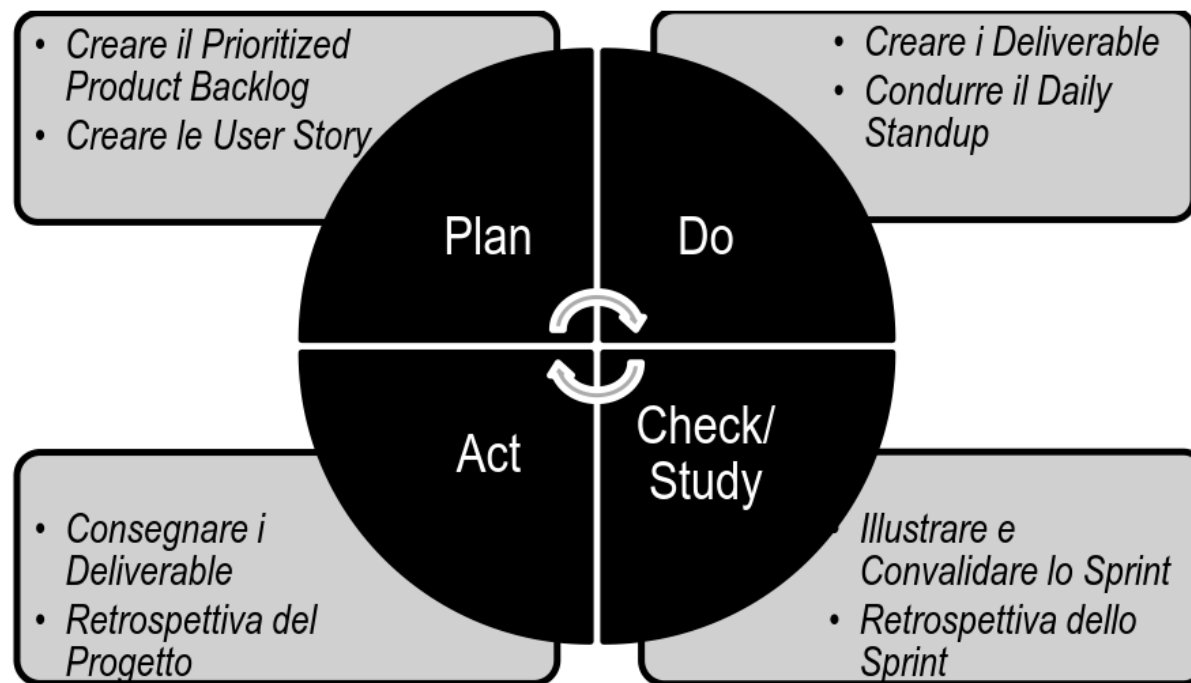 • Creare il Prioritized
Product Backlog
• Creare le User Story
• Creare i Deliverable
• Condurre il Daily
Standup
Plan
Do
Act
Check/
Study
• Consegnare i
Deliverable
• Retrospettiva del
Progetto
• Illustrare e
Convalidare lo Sprint
• Retrospettiva dello
Sprint